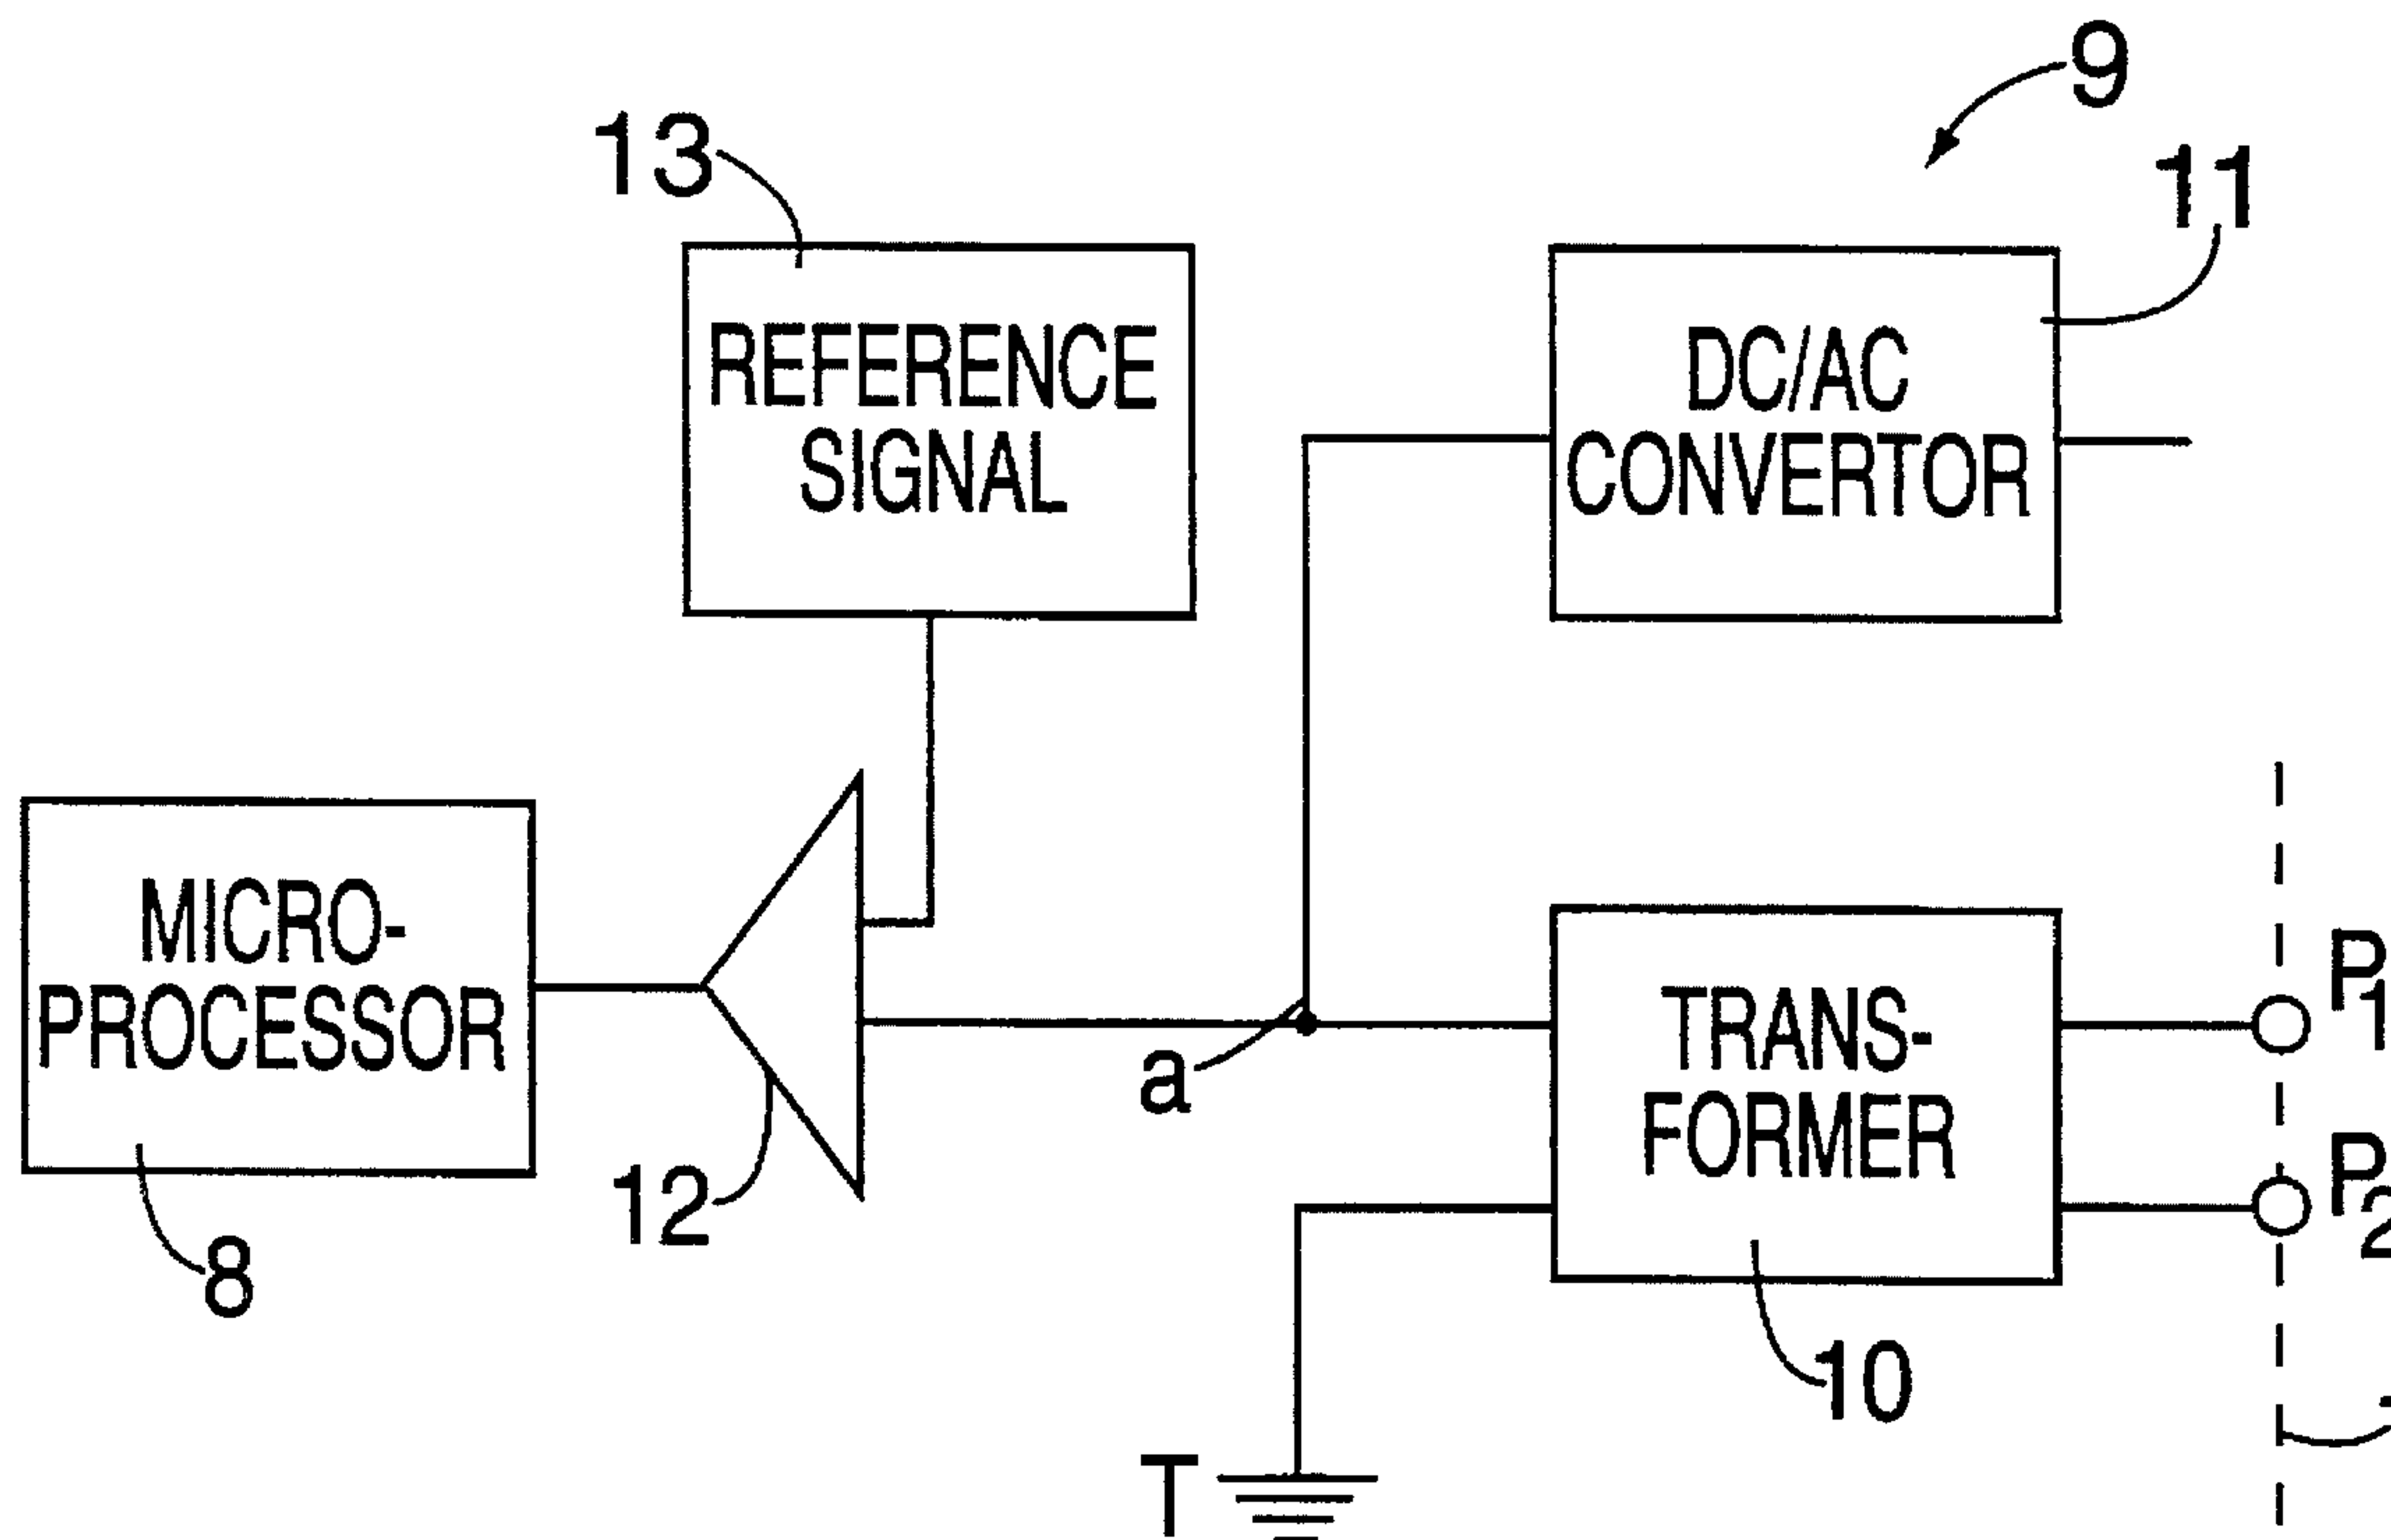 9
13
11
REFERENCE
SIGNAL
DC/AC
CONVERTOR
MICRO-
PROCESSOR
TRANS-
FORMER
P1
a
P2
12
8
10
T